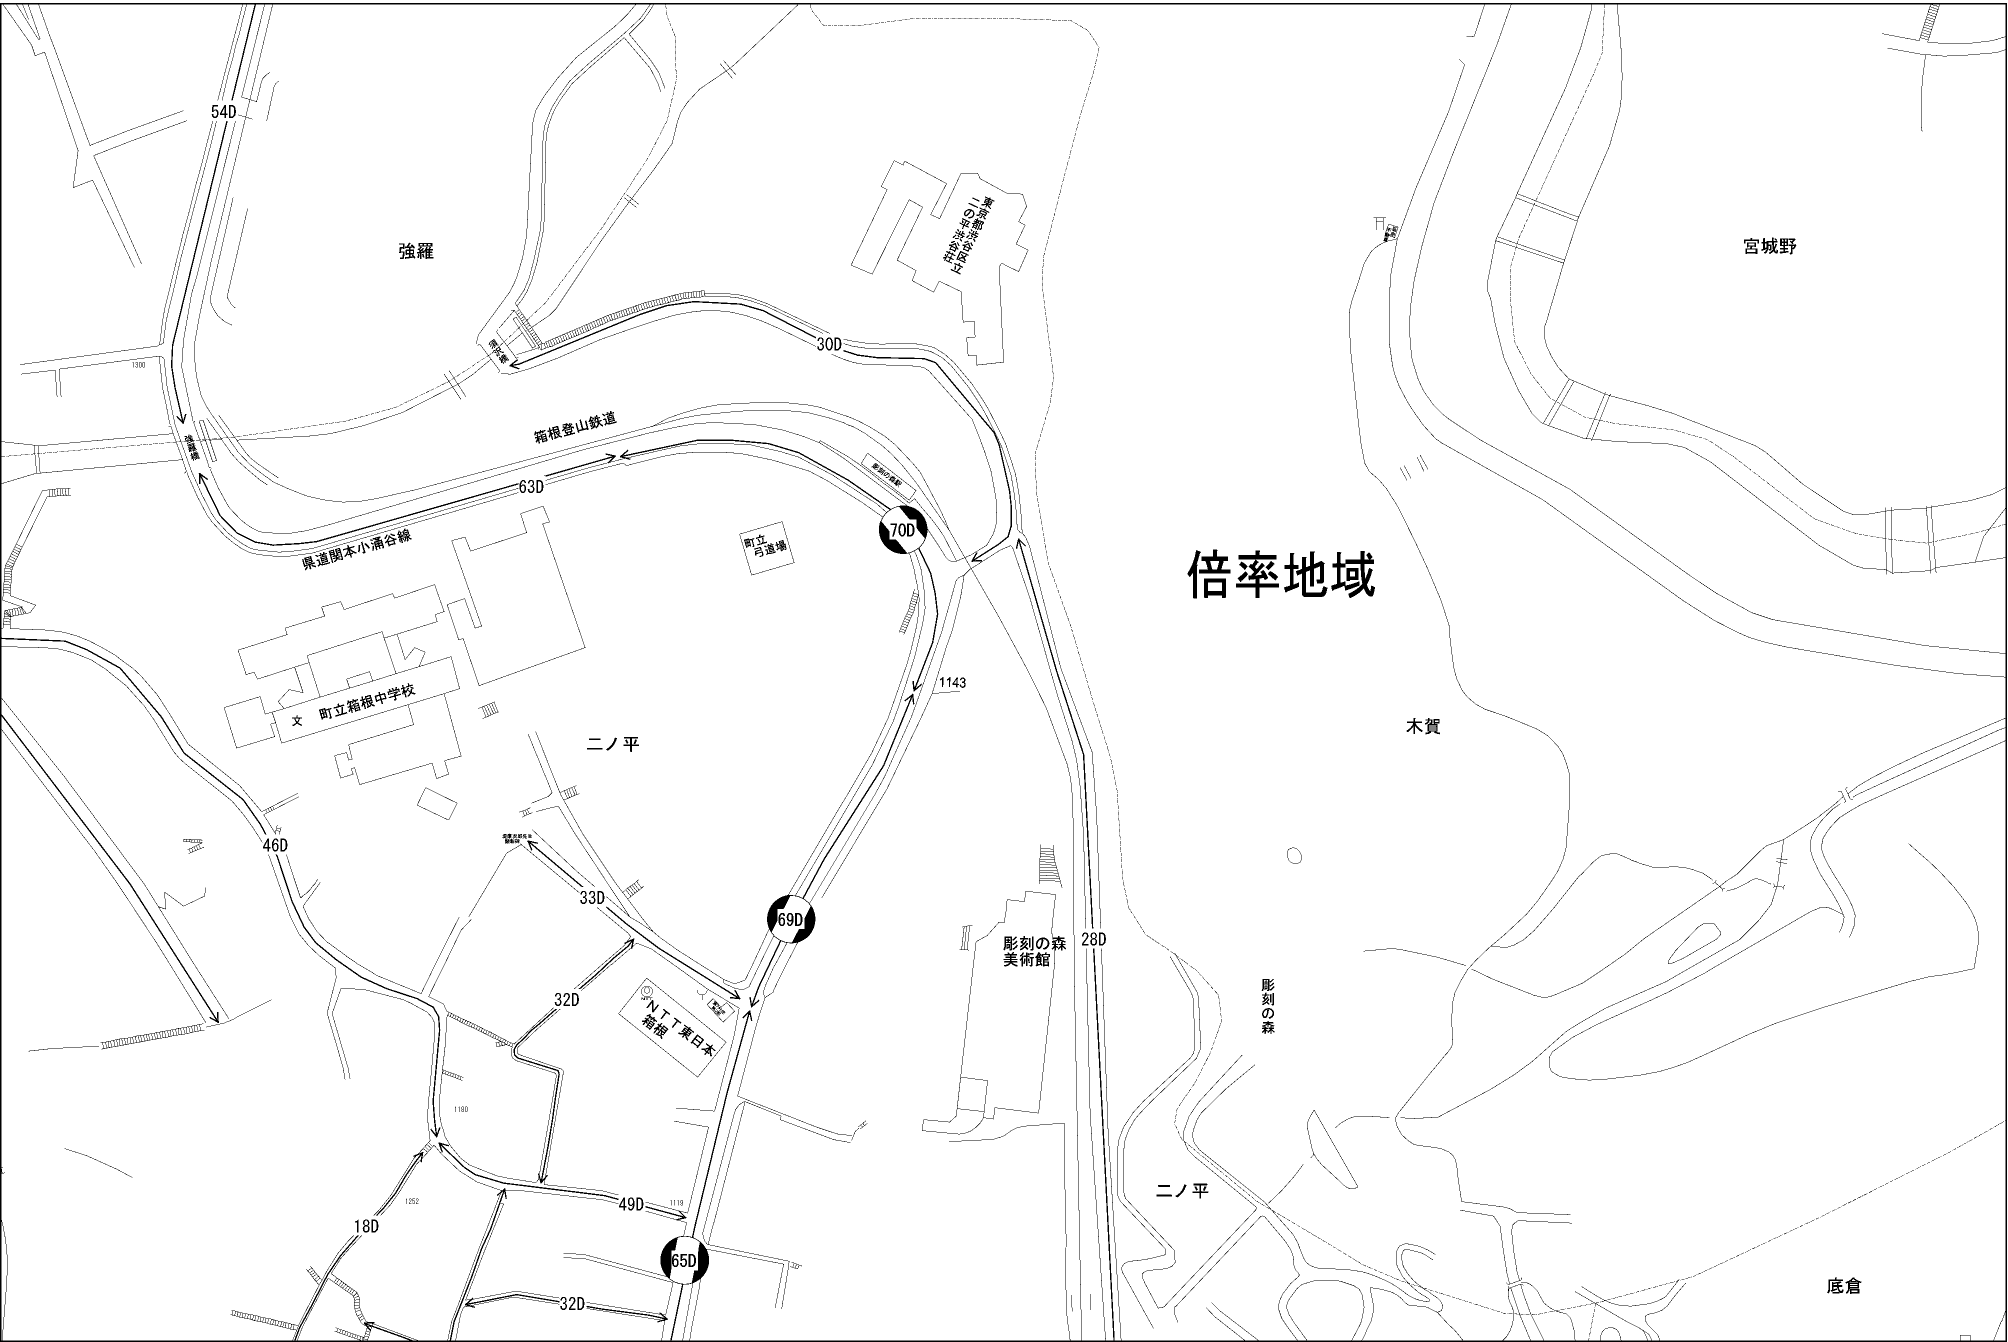 54D
強羅
東京都渋谷区立
二の平渋谷荘
宮城野
1300
30D
強羅橋
箱根登山鉄道
彫刻の森駅
63D
70D
県道関本小涌谷線
町立
弓道場
倍率地域
文
町立箱根中学校
1143
二ノ平
木賀
46D
33D
69D
28D
彫刻の森
美術館
32D
NTT東日本
箱根
彫刻の森
1180
二ノ平
1252
49D
1119
18D
65D
32D
底倉